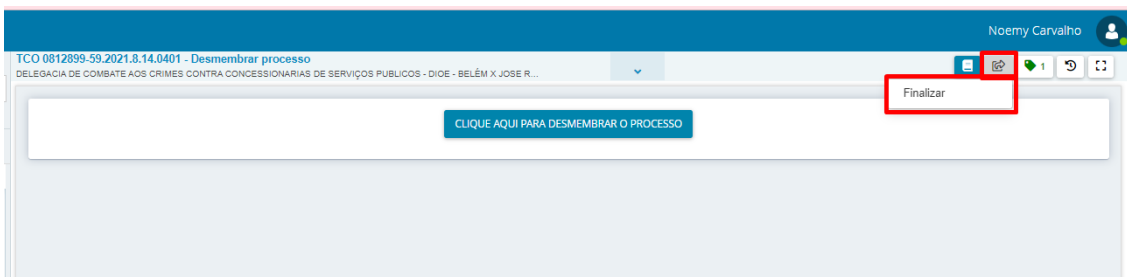 Noemy Carvalho
TCO 0812899-59.2021.8.14.0401 - Desmembrar processo
DELEGACIA DE COMBATE AOS CRIMES CONTRA CONCESSIONARIAS DE SERVIÇOS PUBLICOS - DIOE - BELÉM X JOSE R...
1
Finalizar
CLIQUE AQUI PARA DESMEMBRAR O PROCESSO